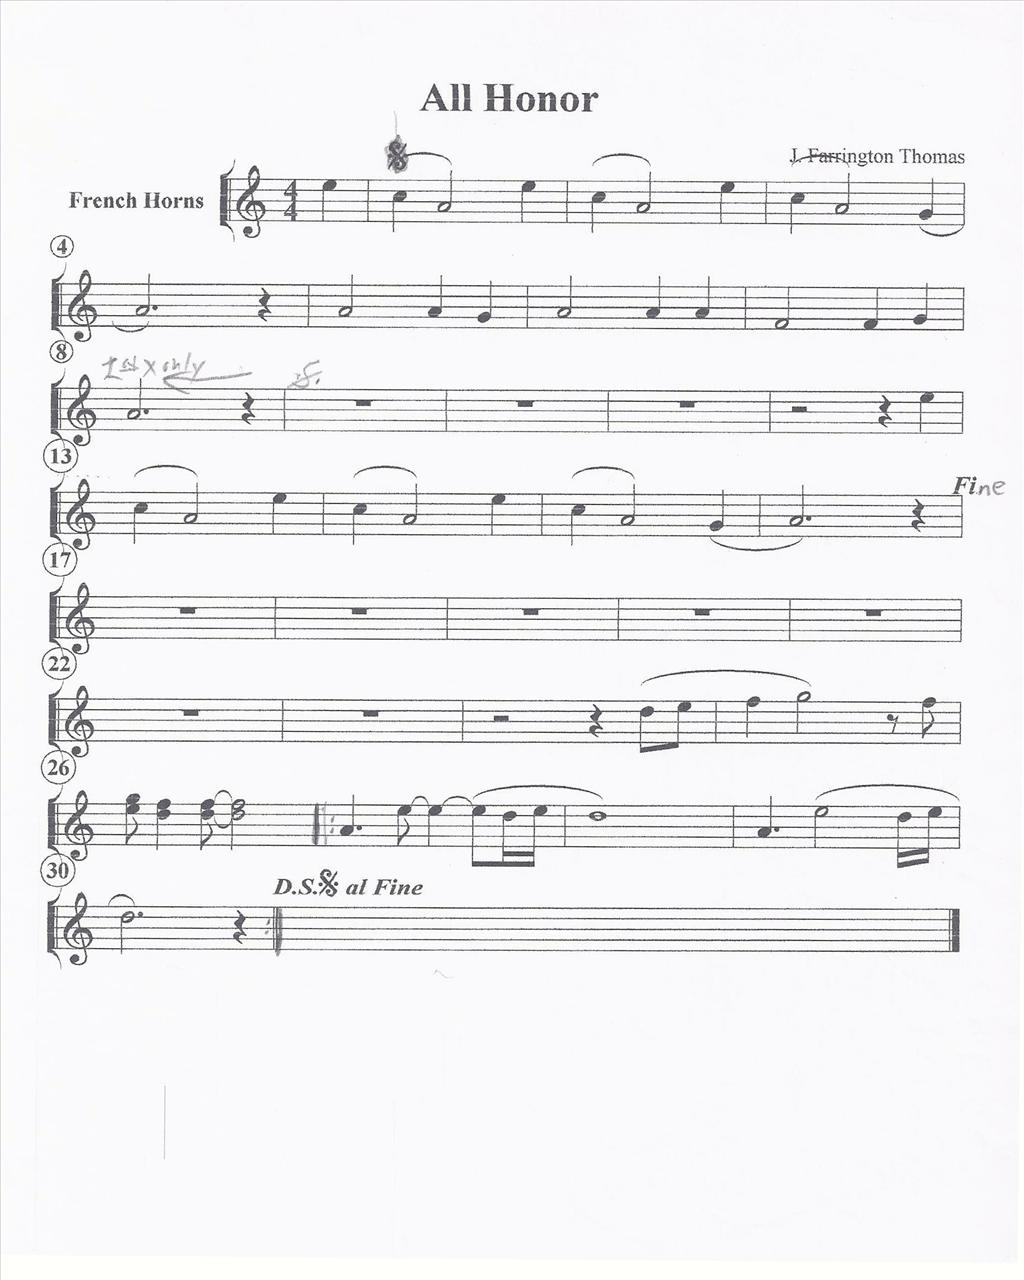 All Honor
J. Farrington Thomas
French Horns
4
4
4
8
1st x only
13
Fine
17
22
26
30
D.S. al Fine